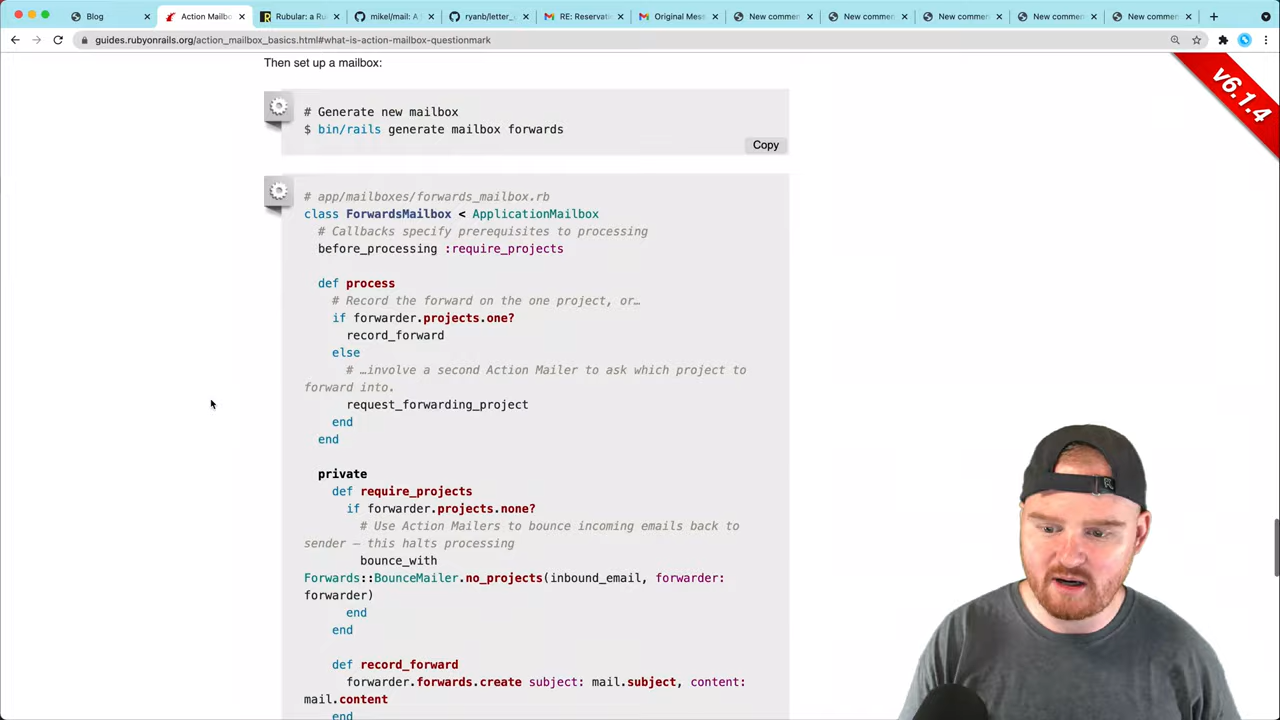 Blog
Action Mailbo
Rubular: a Ru
mikel/mail: A
ryanb/letter_
RE: Reservati
Original Mess
New commen
New commen
New commen
New commen
New commen
guides.rubyonrails.org/action_mailbox_basics.html#what-is-action-mailbox-questionmark
v6.1.4
Then set up a mailbox:
# Generate new mailbox
$ bin/rails generate mailbox forwards
Copy
# app/mailboxes/forwards_mailbox.rb
class ForwardsMailbox < ApplicationMailbox
# Callbacks specify prerequisites to processing
before_processing :require_projects
def process
# Record the forward on the one project, or…
if forwarder.projects.one?
record_forward
else
# …involve a second Action Mailer to ask which project to
forward into.
request_forwarding_project
end
end
private
def require_projects
if forwarder.projects.none?
# Use Action Mailers to bounce incoming emails back to
sender – this halts processing
bounce_with
Forwards::BounceMailer.no_projects(inbound_email, forwarder:
forwarder)
end
end
def record_forward
forwarder.forwards.create subject: mail.subject, content:
mail.content
end